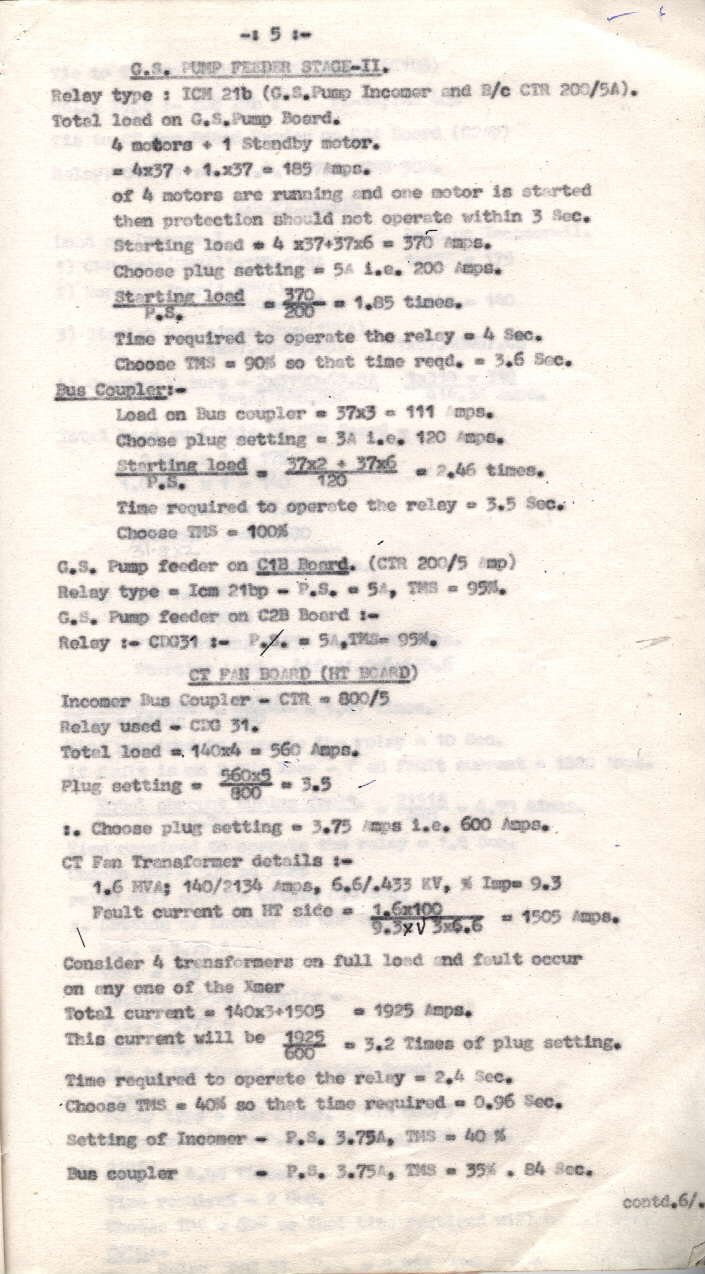 -: 5 :-
G.S. PUMP FEEDER STAGE-II.
Relay type : ICM 21b (G.S.Pump Incomer and B/c CTR 200/5A).
Total load on G.S.Pump Board.
4 motors + 1 Standby motor.
= 4x37 + 1.x37 = 185 Amps.
of 4 motors are running and one motor is started
then protection should not operate within 3 Sec.
Starting load = 4 x37+37x6 = 370 Amps.
Choose plug setting = 5A i.e. 200 Amps.
Starting load / P.S. = 370 / 200 = 1.85 times.
Time required to operate the relay = 4 Sec.
Choose TMS = 90% so that time reqd. = 3.6 Sec.
Bus Coupler:-
Load on Bus coupler = 37x3 = 111 Amps.
Choose plug setting = 3A i.e. 120 Amps.
Starting load / P.S. = 37x2 + 37x6 / 120 = 2.46 times.
Time required to operate the relay = 3.5 Sec.
Choose TMS = 100%
G.S. Pump feeder on C1B Board. (CTR 200/5 Amp)
Relay type = Icm 21bp - P.S. = 5A, TMS = 95%.
G.S. Pump feeder on C2B Board :-
Relay :- CDG31 :- P.S. = 5A,TMS= 95%.
CT FAN BOARD (HT BOARD)
Incomer Bus Coupler - CTR = 800/5
Relay used - CDG 31.
Total load = 140x4 = 560 Amps.
Plug setting = 560x5 / 800 = 3.5
:. Choose plug setting = 3.75 Amps i.e. 600 Amps.
CT Fan Transformer details :-
1.6 MVA; 140/2134 Amps, 6.6/.433 KV, % Imp= 9.3
Fault current on HT side = 1.6x100 / 9.3x√3x6.6 = 1505 Amps.
Consider 4 transformers on full load and fault occur
on any one of the Xmer
Total current = 140x3+1505 = 1925 Amps.
This current will be 1925 / 600 = 3.2 Times of plug setting.
Time required to operate the relay = 2.4 Sec.
Choose TMS = 40% so that time required = 0.96 Sec.
Setting of Incomer - P.S. 3.75A, TMS = 40 %
Bus coupler - P.S. 3.75A, TMS = 35% . 84 Sec.
contd.6/.